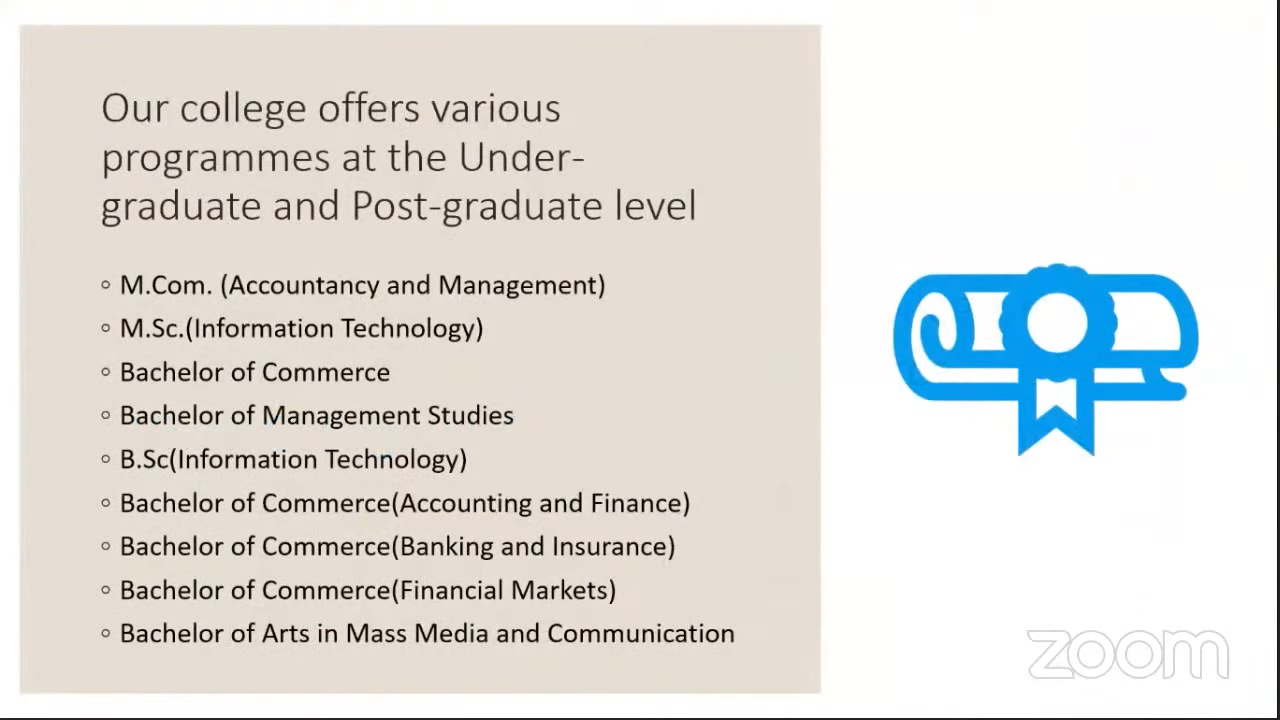 Our college offers various
programmes at the Under-
graduate and Post-graduate level
◦ M.Com. (Accountancy and Management)
◦ M.Sc.(Information Technology)
◦ Bachelor of Commerce
◦ Bachelor of Management Studies
◦ B.Sc(Information Technology)
◦ Bachelor of Commerce(Accounting and Finance)
◦ Bachelor of Commerce(Banking and Insurance)
◦ Bachelor of Commerce(Financial Markets)
◦ Bachelor of Arts in Mass Media and Communication
zoom